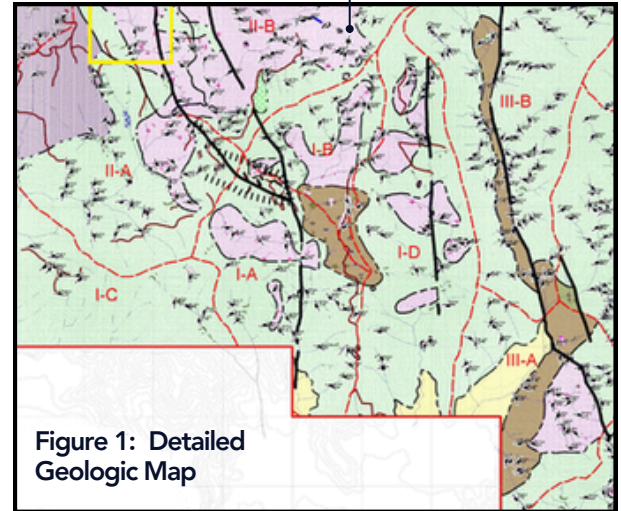 II-B
III-B
I-B
II-A
I-D
I-A
I-C
III-A
Figure 1: Detailed
Geologic Map